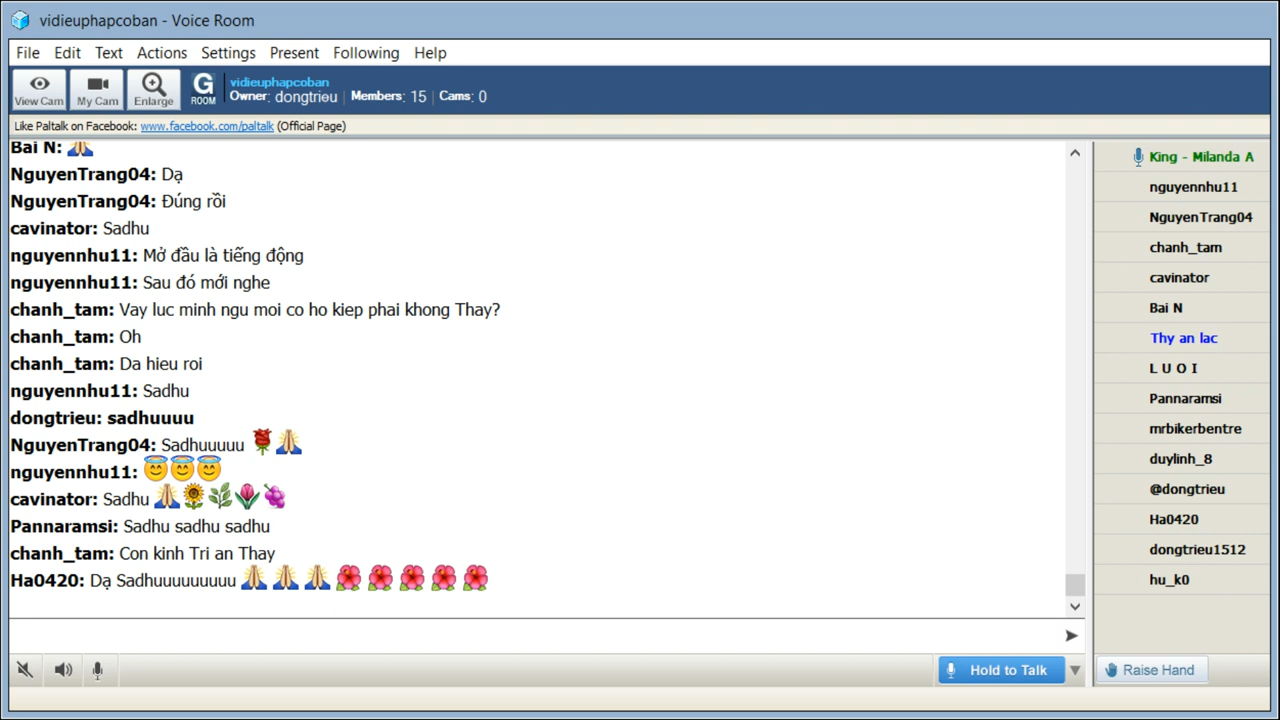 vidieuphapcoban - Voice Room
File Edit Text Actions Settings Present Following Help
View Cam
My Cam
Enlarge
G ROOM
vidieuphapcoban
Owner: dongtrieu | Members: 15 | Cams: 0
Like Paltalk on Facebook: www.facebook.com/paltalk (Official Page)
Bai N:
NguyenTrang04: Dạ
NguyenTrang04: Đúng rồi
cavinator: Sadhu
nguyennhu11: Mở đầu là tiếng động
nguyennhu11: Sau đó mới nghe
chanh_tam: Vay luc minh ngu moi co ho kiep phai khong Thay?
chanh_tam: Oh
chanh_tam: Da hieu roi
nguyennhu11: Sadhu
dongtrieu: sadhuuuu
NguyenTrang04: Sadhuuuuu 🌹🙏
nguyennhu11: 😇😇😇
cavinator: Sadhu 🙏🌻🌿🌷🍇
Pannaramsi: Sadhu sadhu sadhu
chanh_tam: Con kinh Tri an Thay
Ha0420: Dạ Sadhuuuuuuuuu 🙏🙏🙏🌺🌺🌺🌺🌺
King - Milanda A
nguyennhu11
NguyenTrang04
chanh_tam
cavinator
Bai N
Thy an lac
L U O I
Pannaramsi
mrbikerbentre
duylinh_8
@dongtrieu
Ha0420
dongtrieu1512
hu_k0
Hold to Talk
Raise Hand